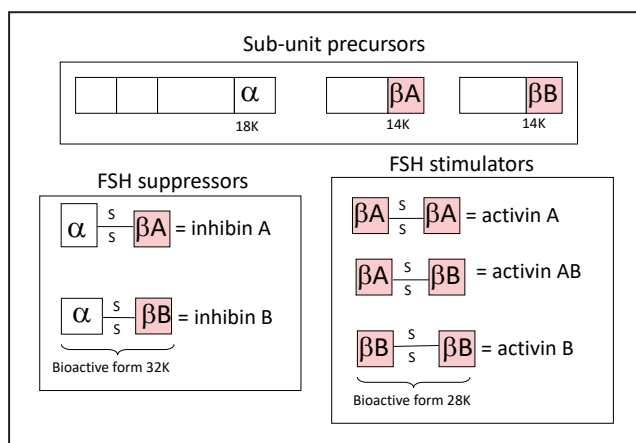 Sub-unit precursors
α βA βB
18K 14K 14K
FSH suppressors
α S S βA = inhibin A
α S S βB = inhibin B
Bioactive form 32K
FSH stimulators
βA S S βA = activin A
βA S S βB = activin AB
βB S S βB = activin B
Bioactive form 28K